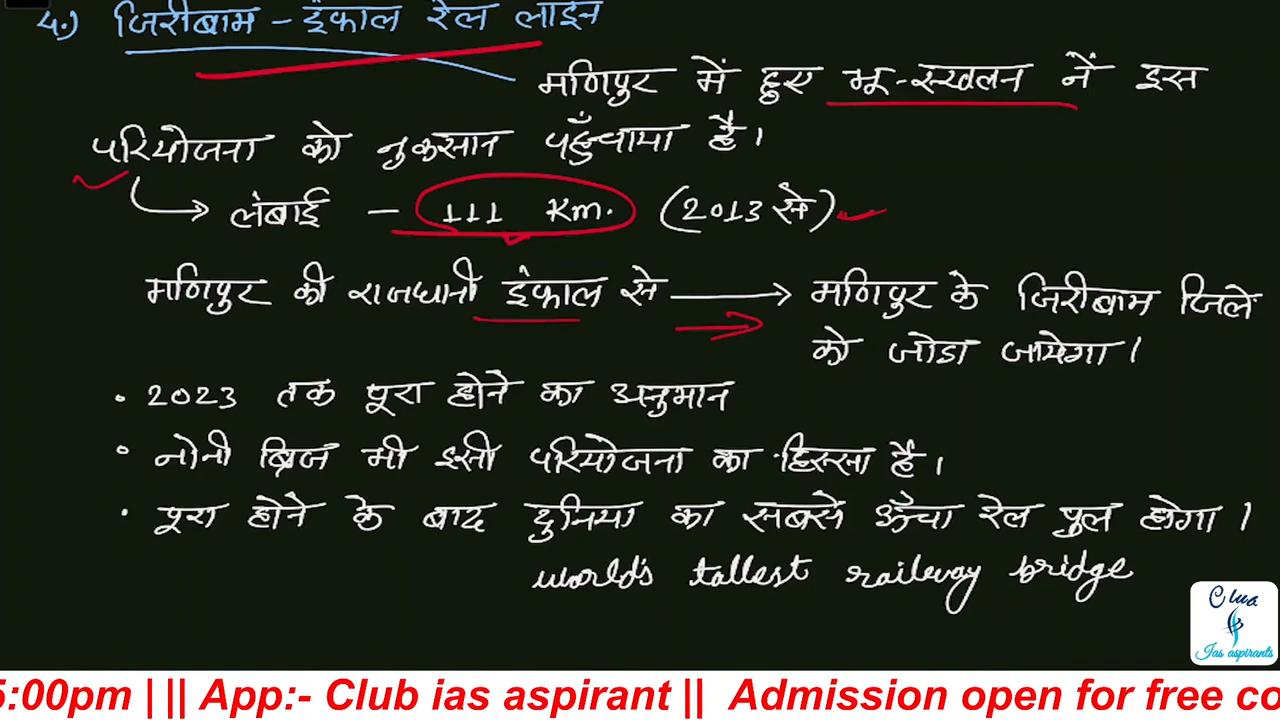 4.) जिरीबाम - इंफाल रेल लाइन
मणिपुर में हुए भू-स्खलन नें इस
परियोजना को नुकसान पहुँचाया है।
लंबाई - 111 Km. (2013 से)
मणिपुर की राजधानी इंफाल से → मणिपुर के जिरीबाम जिलें
को जोडा जायेगा।
• 2023 तक पूरा होने का अनुमान
• नोनी ब्रिज भी इसी परियोजना का हिस्सा है।
• पूरा होने के बाद दुनिया का सबसे ऊँचा रेल पुल होगा।
world's tallest railway bridge
Club
Ias aspirants
5:00pm | || App:- Club ias aspirant || Admission open for free co